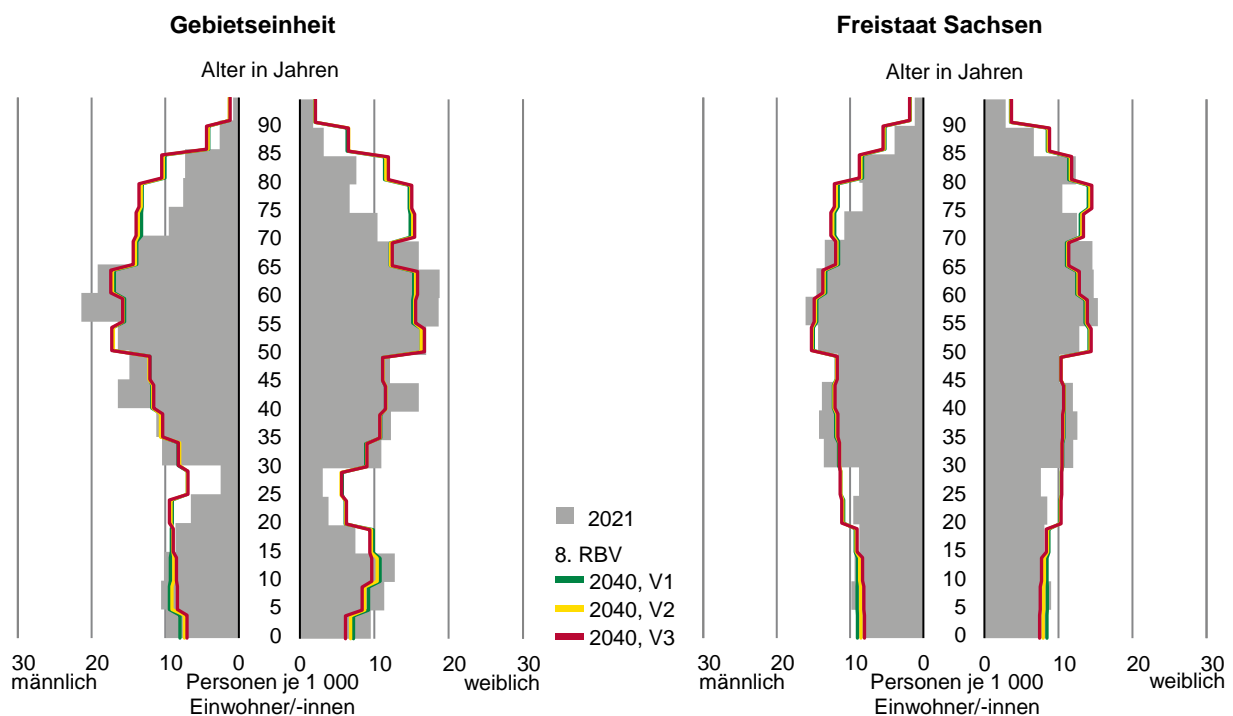 Gebietseinheit
Freistaat Sachsen
Alter in Jahren
Alter in Jahren
90
85
80
75
70
65
60
55
50
45
40
35
30
25
20
15
10
5
0
90
85
80
75
70
65
60
55
50
45
40
35
30
25
20
15
10
5
0
2021
8. RBV
2040, V1
2040, V2
2040, V3
30 20 10 0 0 10 20 30
männlich Personen je 1 000 weiblich
Einwohner/-innen
30 20 10 0 0 10 20 30
männlich Personen je 1 000 weiblich
Einwohner/-innen